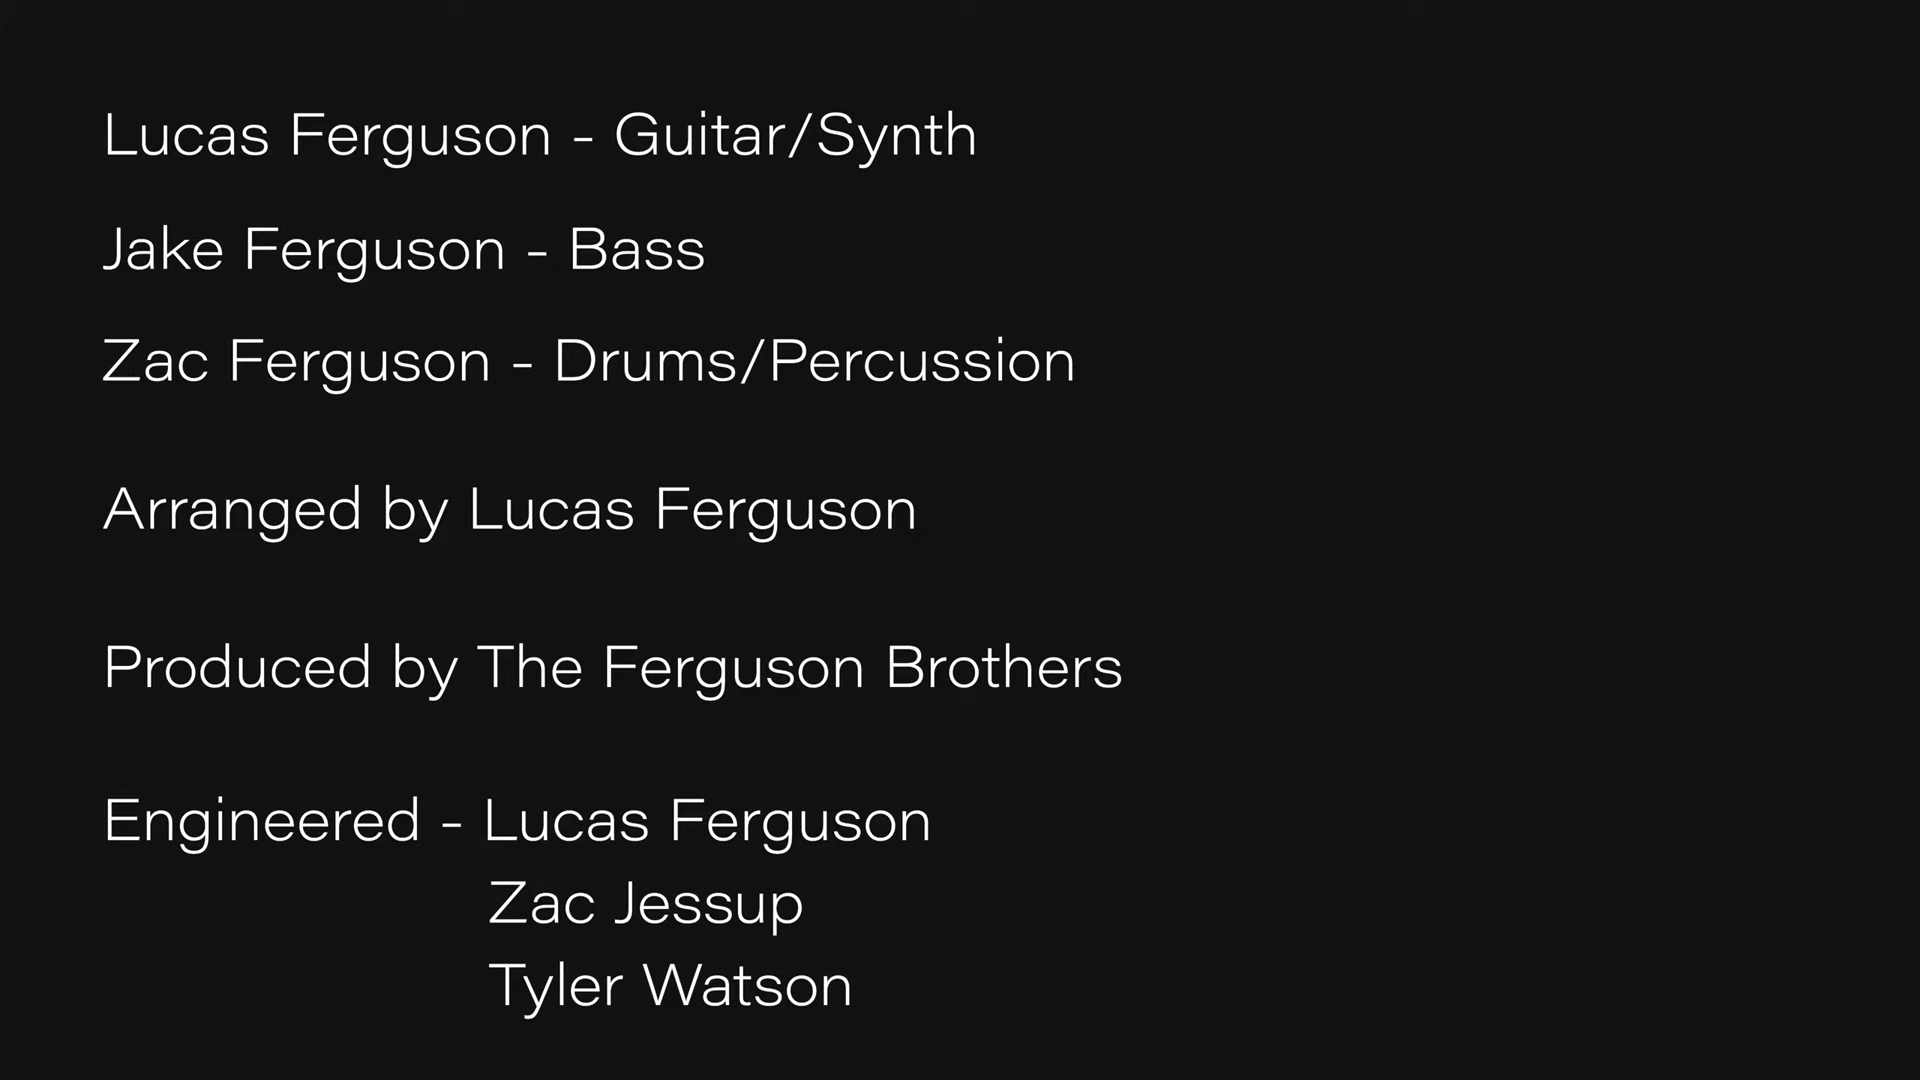 Lucas Ferguson - Guitar/Synth
Jake Ferguson - Bass
Zac Ferguson - Drums/Percussion
Arranged by Lucas Ferguson
Produced by The Ferguson Brothers
Engineered - Lucas Ferguson
Zac Jessup
Tyler Watson